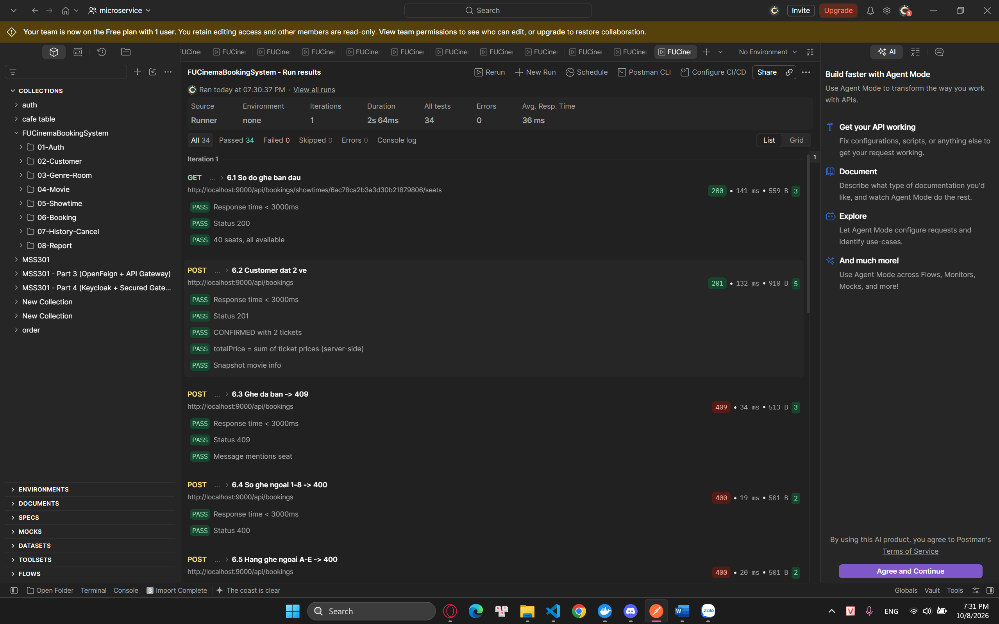 microservice
Search
Invite
Upgrade
Your team is now on the Free plan with 1 user. You retain editing access and other members are read-only. View team permissions to see who can edit, or upgrade to restore collaboration.
FUCiner
FUCiner
FUCiner
FUCiner
FUCiner
FUCiner
FUCiner
FUCiner
FUCiner
FUCiner
FUCiner
FUCiner
No Environment
AI
COLLECTIONS
auth
cafe table
FUCinemaBookingSystem
01-Auth
02-Customer
03-Genre-Room
04-Movie
05-Showtime
06-Booking
07-History-Cancel
08-Report
MSS301
MSS301 - Part 3 (OpenFeign + API Gateway)
MSS301 - Part 4 (Keycloak + Secured Gate...
New Collection
New Collection
order
ENVIRONMENTS
DOCUMENTS
SPECS
MOCKS
DATASETS
TOOLSETS
FLOWS
FUCinemaBookingSystem - Run results
Rerun
New Run
Schedule
Postman CLI
Configure CI/CD
Share
Ran today at 07:30:37 PM · View all runs
Source Environment Iterations Duration All tests Errors Avg. Resp. Time
Runner none 1 2s 64ms 34 0 36 ms
All 34 Passed 34 Failed 0 Skipped 0 Errors 0 Console log
List Grid
Iteration 1
1
GET ... > 6.1 So do ghe ban dau
http://localhost:9000/api/bookings/showtimes/6ac78ca2b3a3d30b21879806/seats
200 • 141 ms • 559 B 3
PASS Response time < 3000ms
PASS Status 200
PASS 40 seats, all available
POST ... > 6.2 Customer dat 2 ve
http://localhost:9000/api/bookings
201 • 132 ms • 910 B 5
PASS Response time < 3000ms
PASS Status 201
PASS CONFIRMED with 2 tickets
PASS totalPrice = sum of ticket prices (server-side)
PASS Snapshot movie info
POST ... > 6.3 Ghe da ban -> 409
http://localhost:9000/api/bookings
409 • 34 ms • 513 B 3
PASS Response time < 3000ms
PASS Status 409
PASS Message mentions seat
POST ... > 6.4 So ghe ngoai 1-8 -> 400
http://localhost:9000/api/bookings
400 • 19 ms • 501 B 2
PASS Response time < 3000ms
PASS Status 400
POST ... > 6.5 Hang ghe ngoai A-E -> 400
http://localhost:9000/api/bookings
400 • 20 ms • 501 B 2
Build faster with Agent Mode
Use Agent Mode to transform the way you work
with APIs.
Get your API working
Fix configurations, scripts, or anything else to
get your request working.
Document
Describe what type of documentation you'd
like, and watch Agent Mode do the rest.
Explore
Let Agent Mode configure requests and
identify use-cases.
And much more!
Use Agent Mode across Flows, Monitors,
Mocks, and more!
By using this AI product, you agree to Postman's
Terms of Service
Agree and Continue
Open Folder Terminal Console 3 Import Complete The coast is clear
Globals Vault Tools
Search
Zalo
V
ENG
7:31 PM
10/8/2026